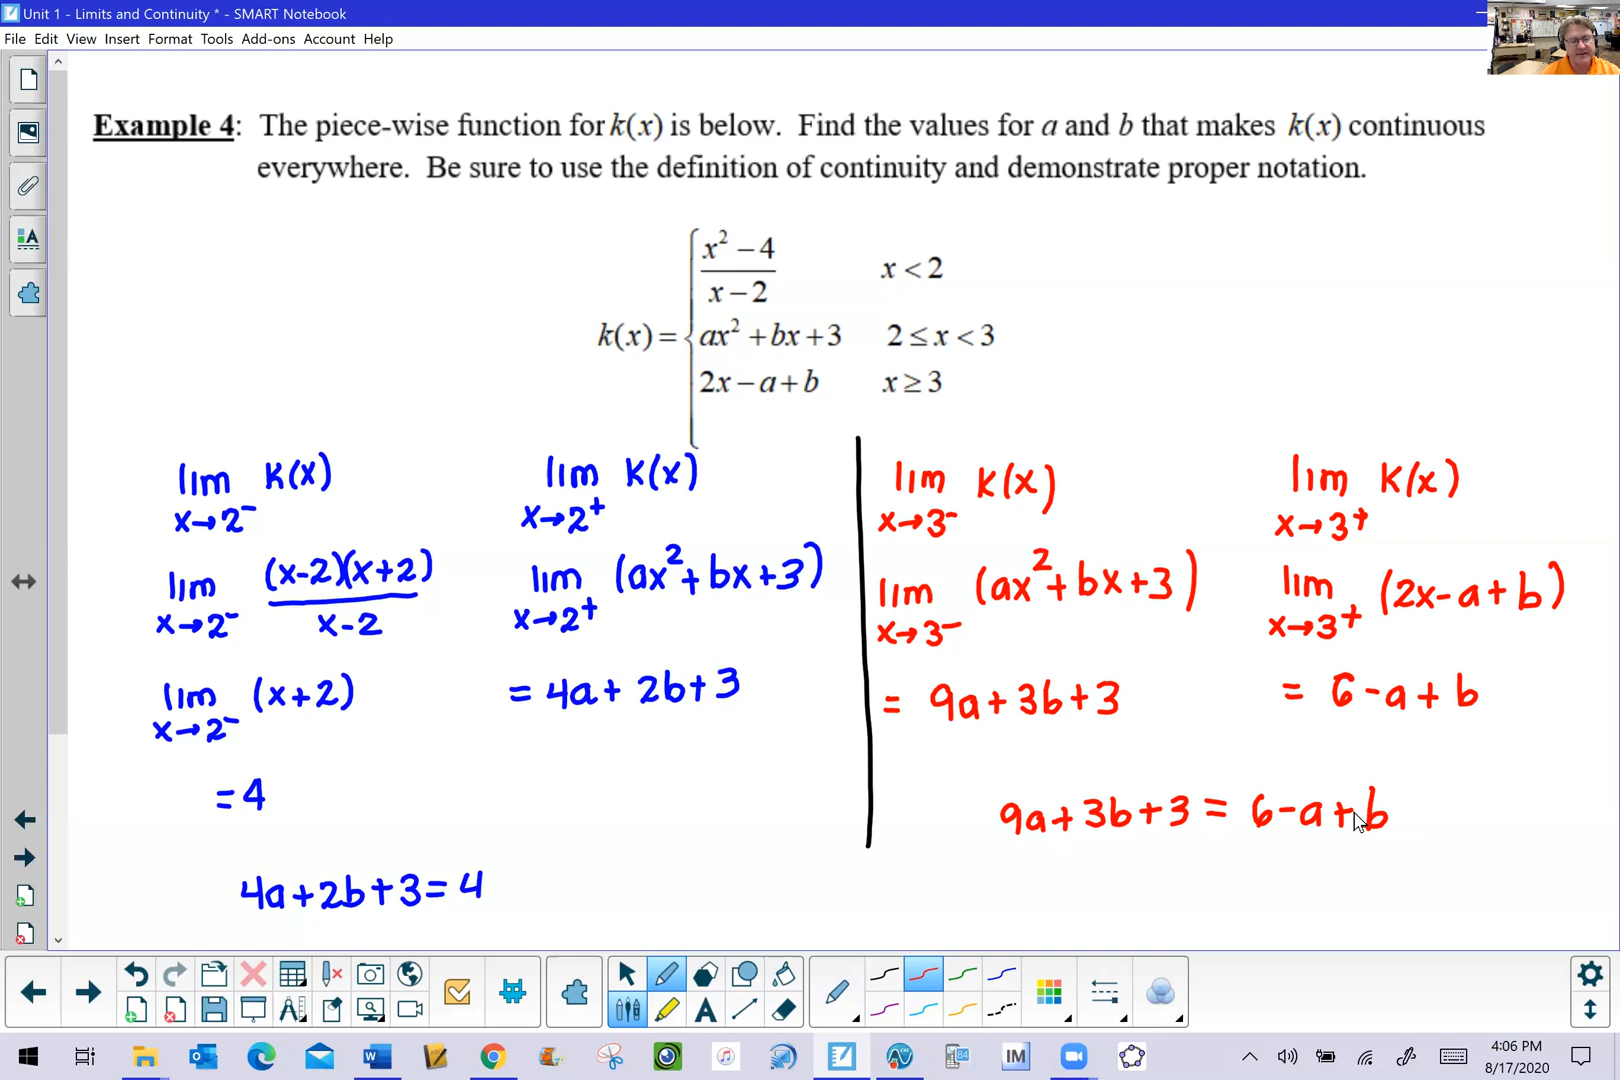 Unit 1 - Limits and Continuity * - SMART Notebook
File Edit View Insert Format Tools Add-ons Account Help
Example 4: The piece-wise function for k(x) is below. Find the values for a and b that makes k(x) continuous
everywhere. Be sure to use the definition of continuity and demonstrate proper notation.
k(x) = { (x² − 4)/(x − 2) x < 2
ax² + bx + 3 2 ≤ x < 3
2x − a + b x ≥ 3
lim x→2⁻ k(x)
lim x→2⁻ (x-2)(x+2)/(x-2)
lim x→2⁻ (x+2)
= 4
lim x→2⁺ k(x)
lim x→2⁺ (ax²+bx+3)
= 4a + 2b + 3
4a+2b+3=4
lim x→3⁻ k(x)
lim x→3⁻ (ax²+bx+3)
= 9a+3b+3
lim x→3⁺ k(x)
lim x→3⁺ (2x-a+b)
= 6-a+b
9a+3b+3 = 6-a+b
A
A
W
84
IM
4:06 PM
8/17/2020